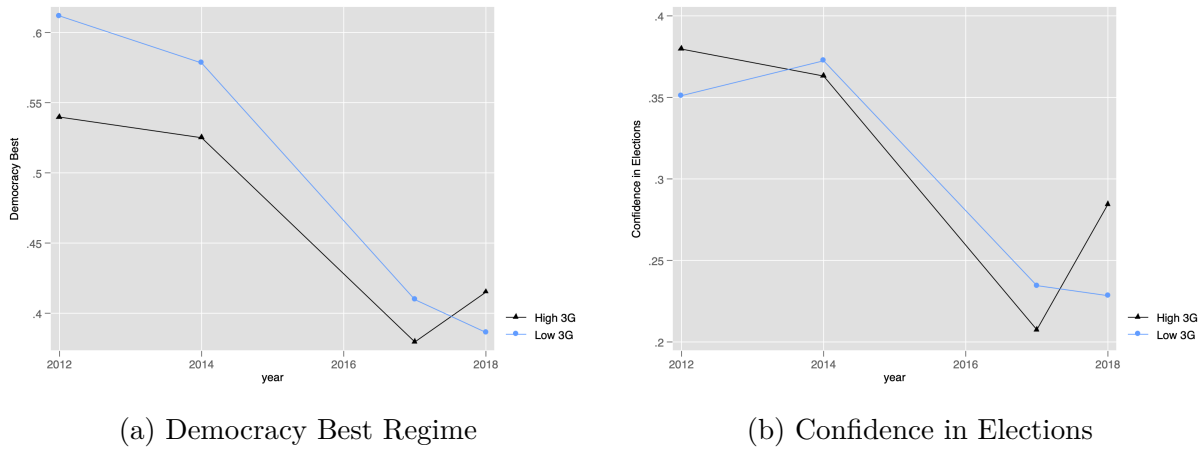 Democracy Best
.6
.55
.5
.45
.4
2012
2014
2016
2018
year
High 3G
Low 3G
(a) Democracy Best Regime
Confidence in Elections
.4
.35
.3
.25
.2
2012
2014
2016
2018
year
High 3G
Low 3G
(b) Confidence in Elections